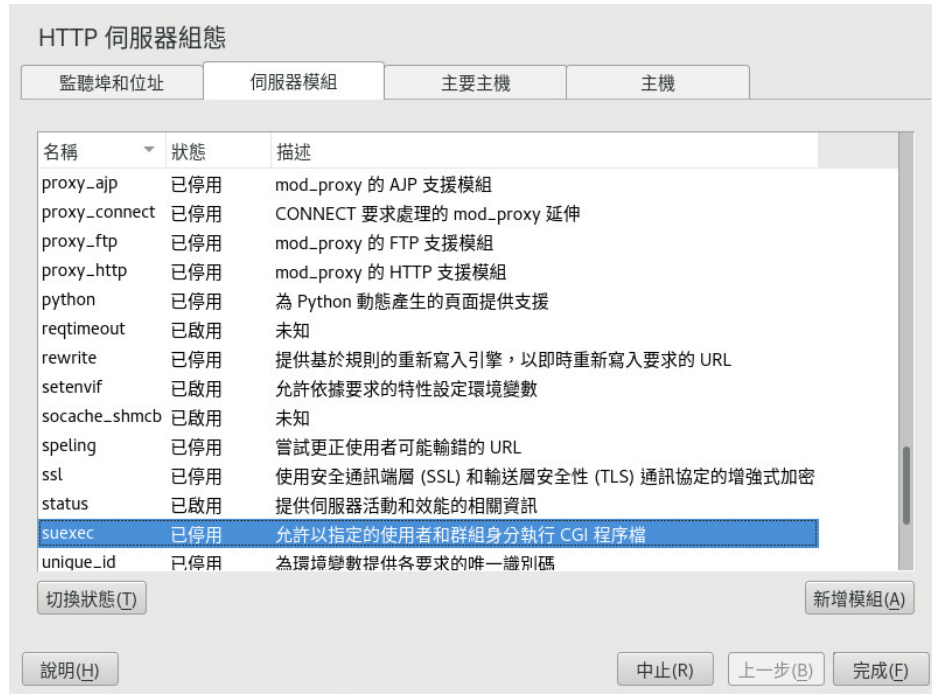 HTTP 伺服器組態
監聽埠和位址 伺服器模組 主要主機 主機
名稱 狀態 描述
proxy_ajp 已停用 mod_proxy 的 AJP 支援模組
proxy_connect 已停用 CONNECT 要求處理的 mod_proxy 延伸
proxy_ftp 已停用 mod_proxy 的 FTP 支援模組
proxy_http 已停用 mod_proxy 的 HTTP 支援模組
python 已停用 為 Python 動態產生的頁面提供支援
reqtimeout 已啟用 未知
rewrite 已停用 提供基於規則的重新寫入引擎，以即時重新寫入要求的 URL
setenvif 已啟用 允許依據要求的特性設定環境變數
socache_shmcb 已啟用 未知
speling 已停用 嘗試更正使用者可能輸錯的 URL
ssl 已停用 使用安全通訊端層 (SSL) 和輸送層安全性 (TLS) 通訊協定的增強式加密
status 已啟用 提供伺服器活動和效能的相關資訊
suexec 已停用 允許以指定的使用者和群組身分執行 CGI 程序檔
unique_id 已停用 為環境變數提供各要求的唯一識別碼
切換狀態(T) 新增模組(A)
說明(H) 中止(R) 上一步(B) 完成(F)